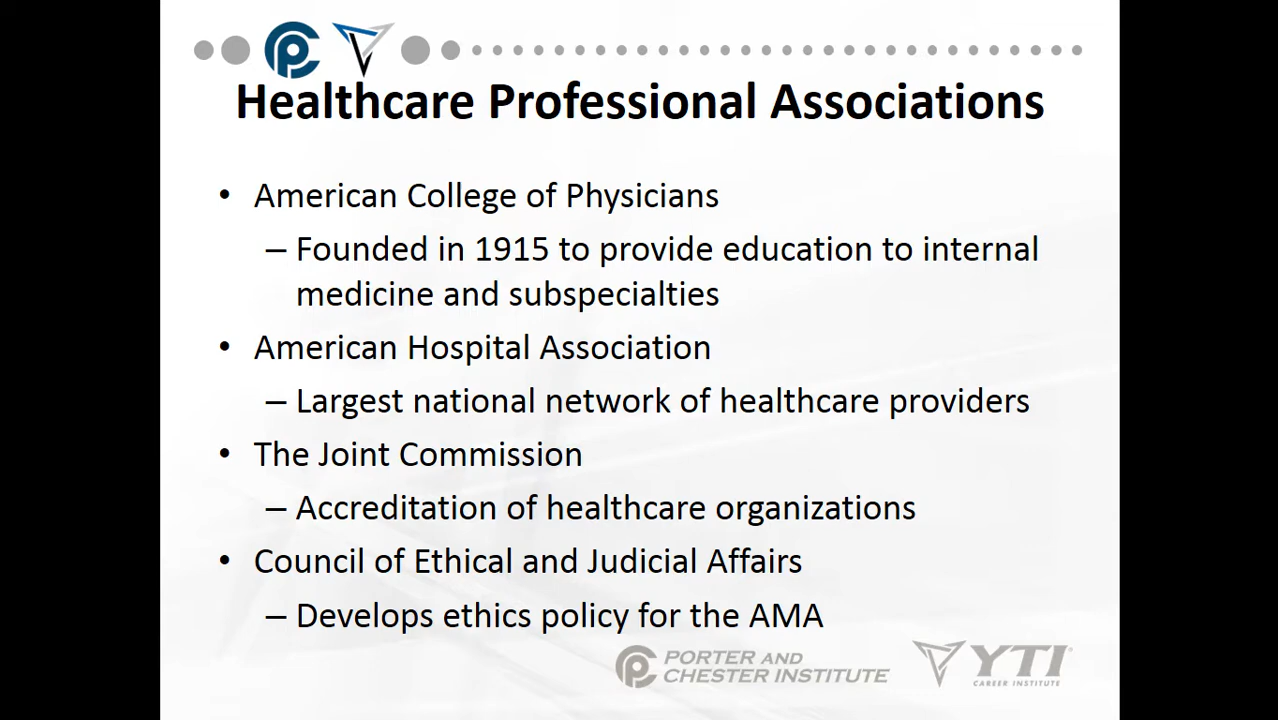 Healthcare Professional Associations
• American College of Physicians
– Founded in 1915 to provide education to internal
medicine and subspecialties
• American Hospital Association
– Largest national network of healthcare providers
• The Joint Commission
– Accreditation of healthcare organizations
• Council of Ethical and Judicial Affairs
– Develops ethics policy for the AMA
PORTER AND
CHESTER INSTITUTE
YTI
CAREER INSTITUTE